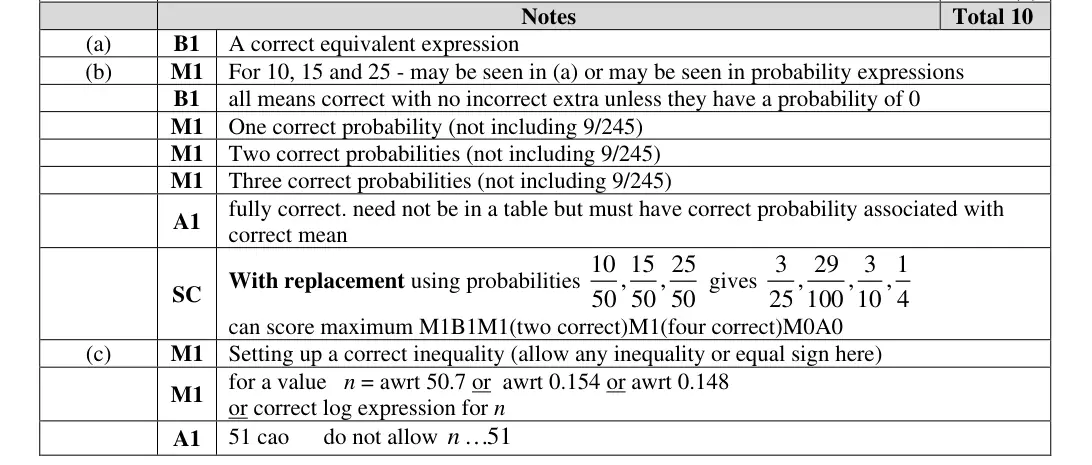 Notes Total 10
(a) B1 A correct equivalent expression
(b) M1 For 10, 15 and 25 - may be seen in (a) or may be seen in probability expressions
B1 all means correct with no incorrect extra unless they have a probability of 0
M1 One correct probability (not including 9/245)
M1 Two correct probabilities (not including 9/245)
M1 Three correct probabilities (not including 9/245)
A1 fully correct. need not be in a table but must have correct probability associated with
correct mean
SC With replacement using probabilities 10/50, 15/50, 25/50 gives 3/25, 29/100, 3/10, 1/4
can score maximum M1B1M1(two correct)M1(four correct)M0A0
(c) M1 Setting up a correct inequality (allow any inequality or equal sign here)
M1 for a value n = awrt 50.7 or awrt 0.154 or awrt 0.148
or correct log expression for n
A1 51 cao do not allow n …51